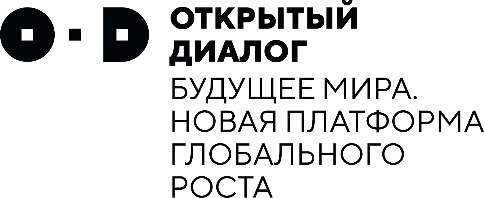 O·D
ОТКРЫТЫЙ
ДИАЛОГ
БУДУЩЕЕ МИРА.
НОВАЯ ПЛАТФОРМА
ГЛОБАЛЬНОГО
РОСТА